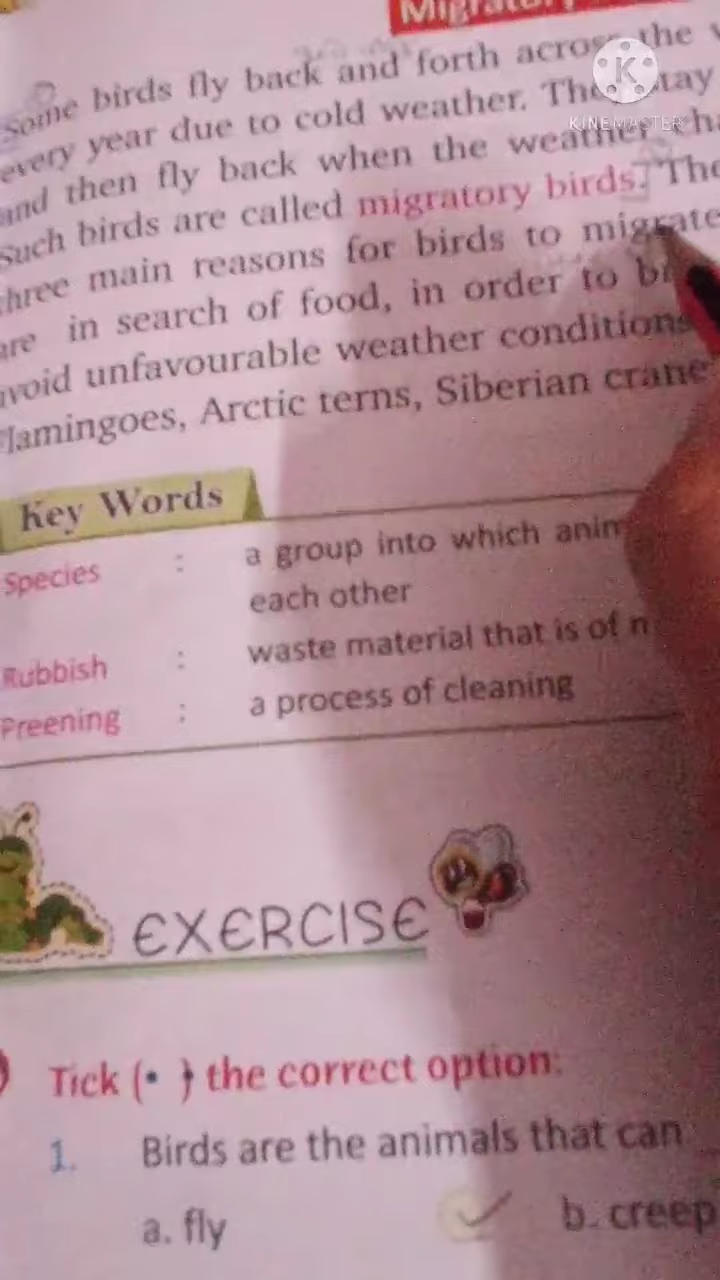 Migratory
Some birds fly back and forth across the
every year due to cold weather. The stay
and then fly back when the weather cha
Such birds are called migratory birds. The
three main reasons for birds to migrate
are in search of food, in order to b
avoid unfavourable weather conditions
Flamingoes, Arctic terns, Siberian crane
K
KINEMASTER
Key Words
Species : a group into which anim
each other
Rubbish : waste material that is of n
Preening : a process of cleaning
EXERCISE
Tick ( ) the correct option:
1. Birds are the animals that can
a. fly ✓ b. creep